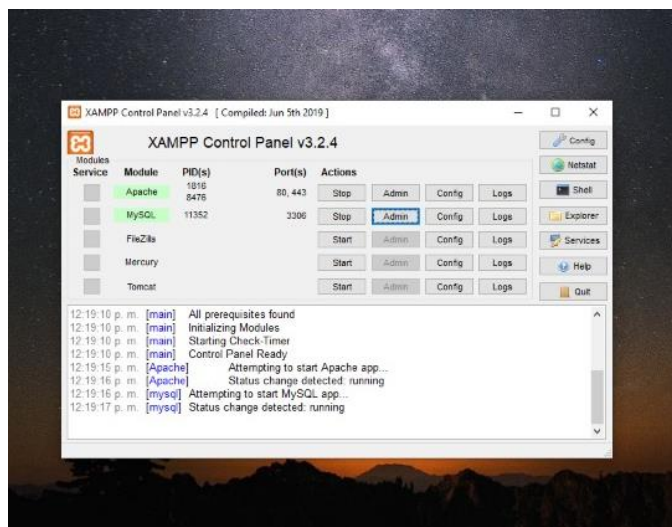 XAMPP Control Panel v3.2.4 [ Compiled: Jun 5th 2019 ]
XAMPP Control Panel v3.2.4
Config
Modules
Service Module PID(s) Port(s) Actions
Netstat
Apache 1816 8476 80, 443 Stop Admin Config Logs
Shell
MySQL 11352 3306 Stop Admin Config Logs
Explorer
FileZilla Start Admin Config Logs
Services
Mercury Start Admin Config Logs
Help
Tomcat Start Admin Config Logs
Quit
12:19:10 p. m. [main] All prerequisites found
12:19:10 p. m. [main] Initializing Modules
12:19:10 p. m. [main] Starting Check-Timer
12:19:10 p. m. [main] Control Panel Ready
12:19:15 p. m. [Apache] Attempting to start Apache app...
12:19:16 p. m. [Apache] Status change detected: running
12:19:16 p. m. [mysql] Attempting to start MySQL app...
12:19:17 p. m. [mysql] Status change detected: running